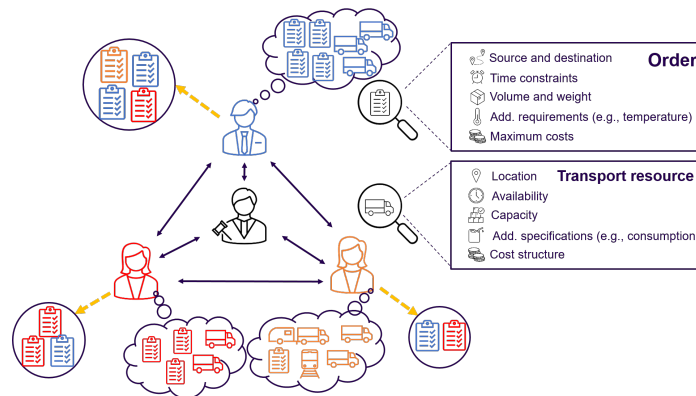 Order
Source and destination
Time constraints
Volume and weight
Add. requirements (e.g., temperature)
Maximum costs
Transport resource
Location
Availability
Capacity
Add. specifications (e.g., consumption
Cost structure